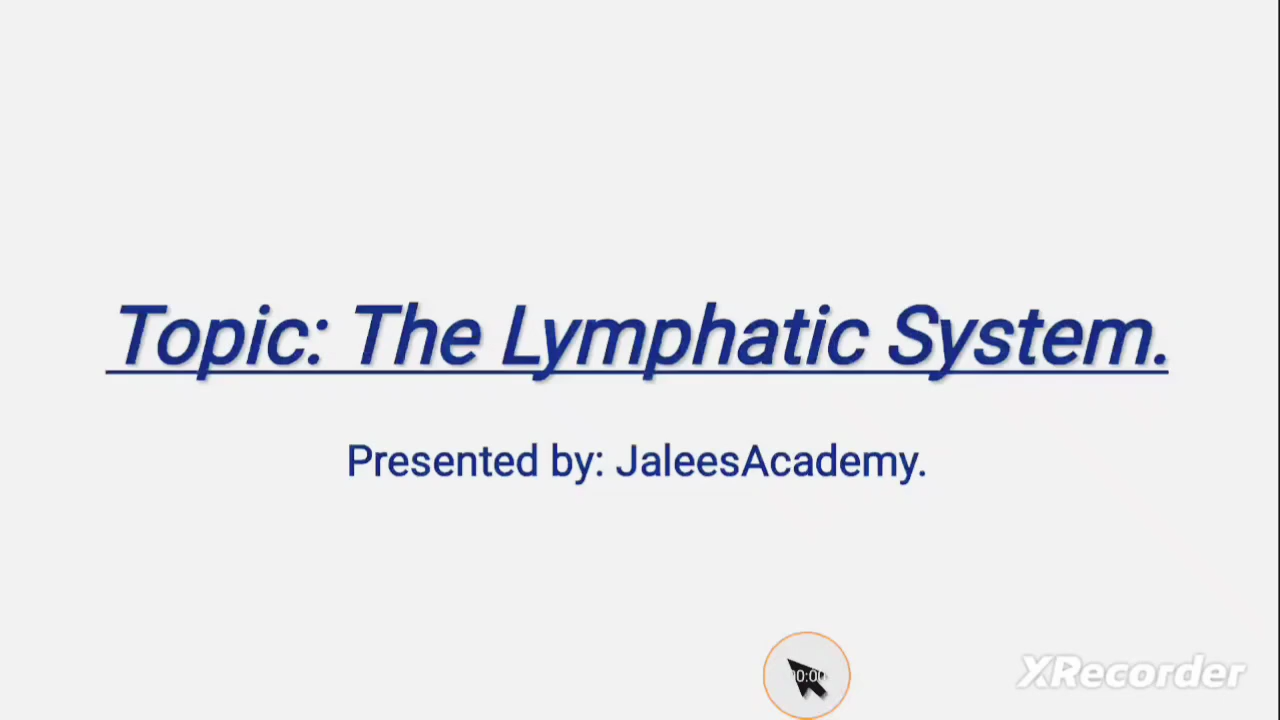 Topic: The Lymphatic System.
Presented by: JaleesAcademy.
XRecorder